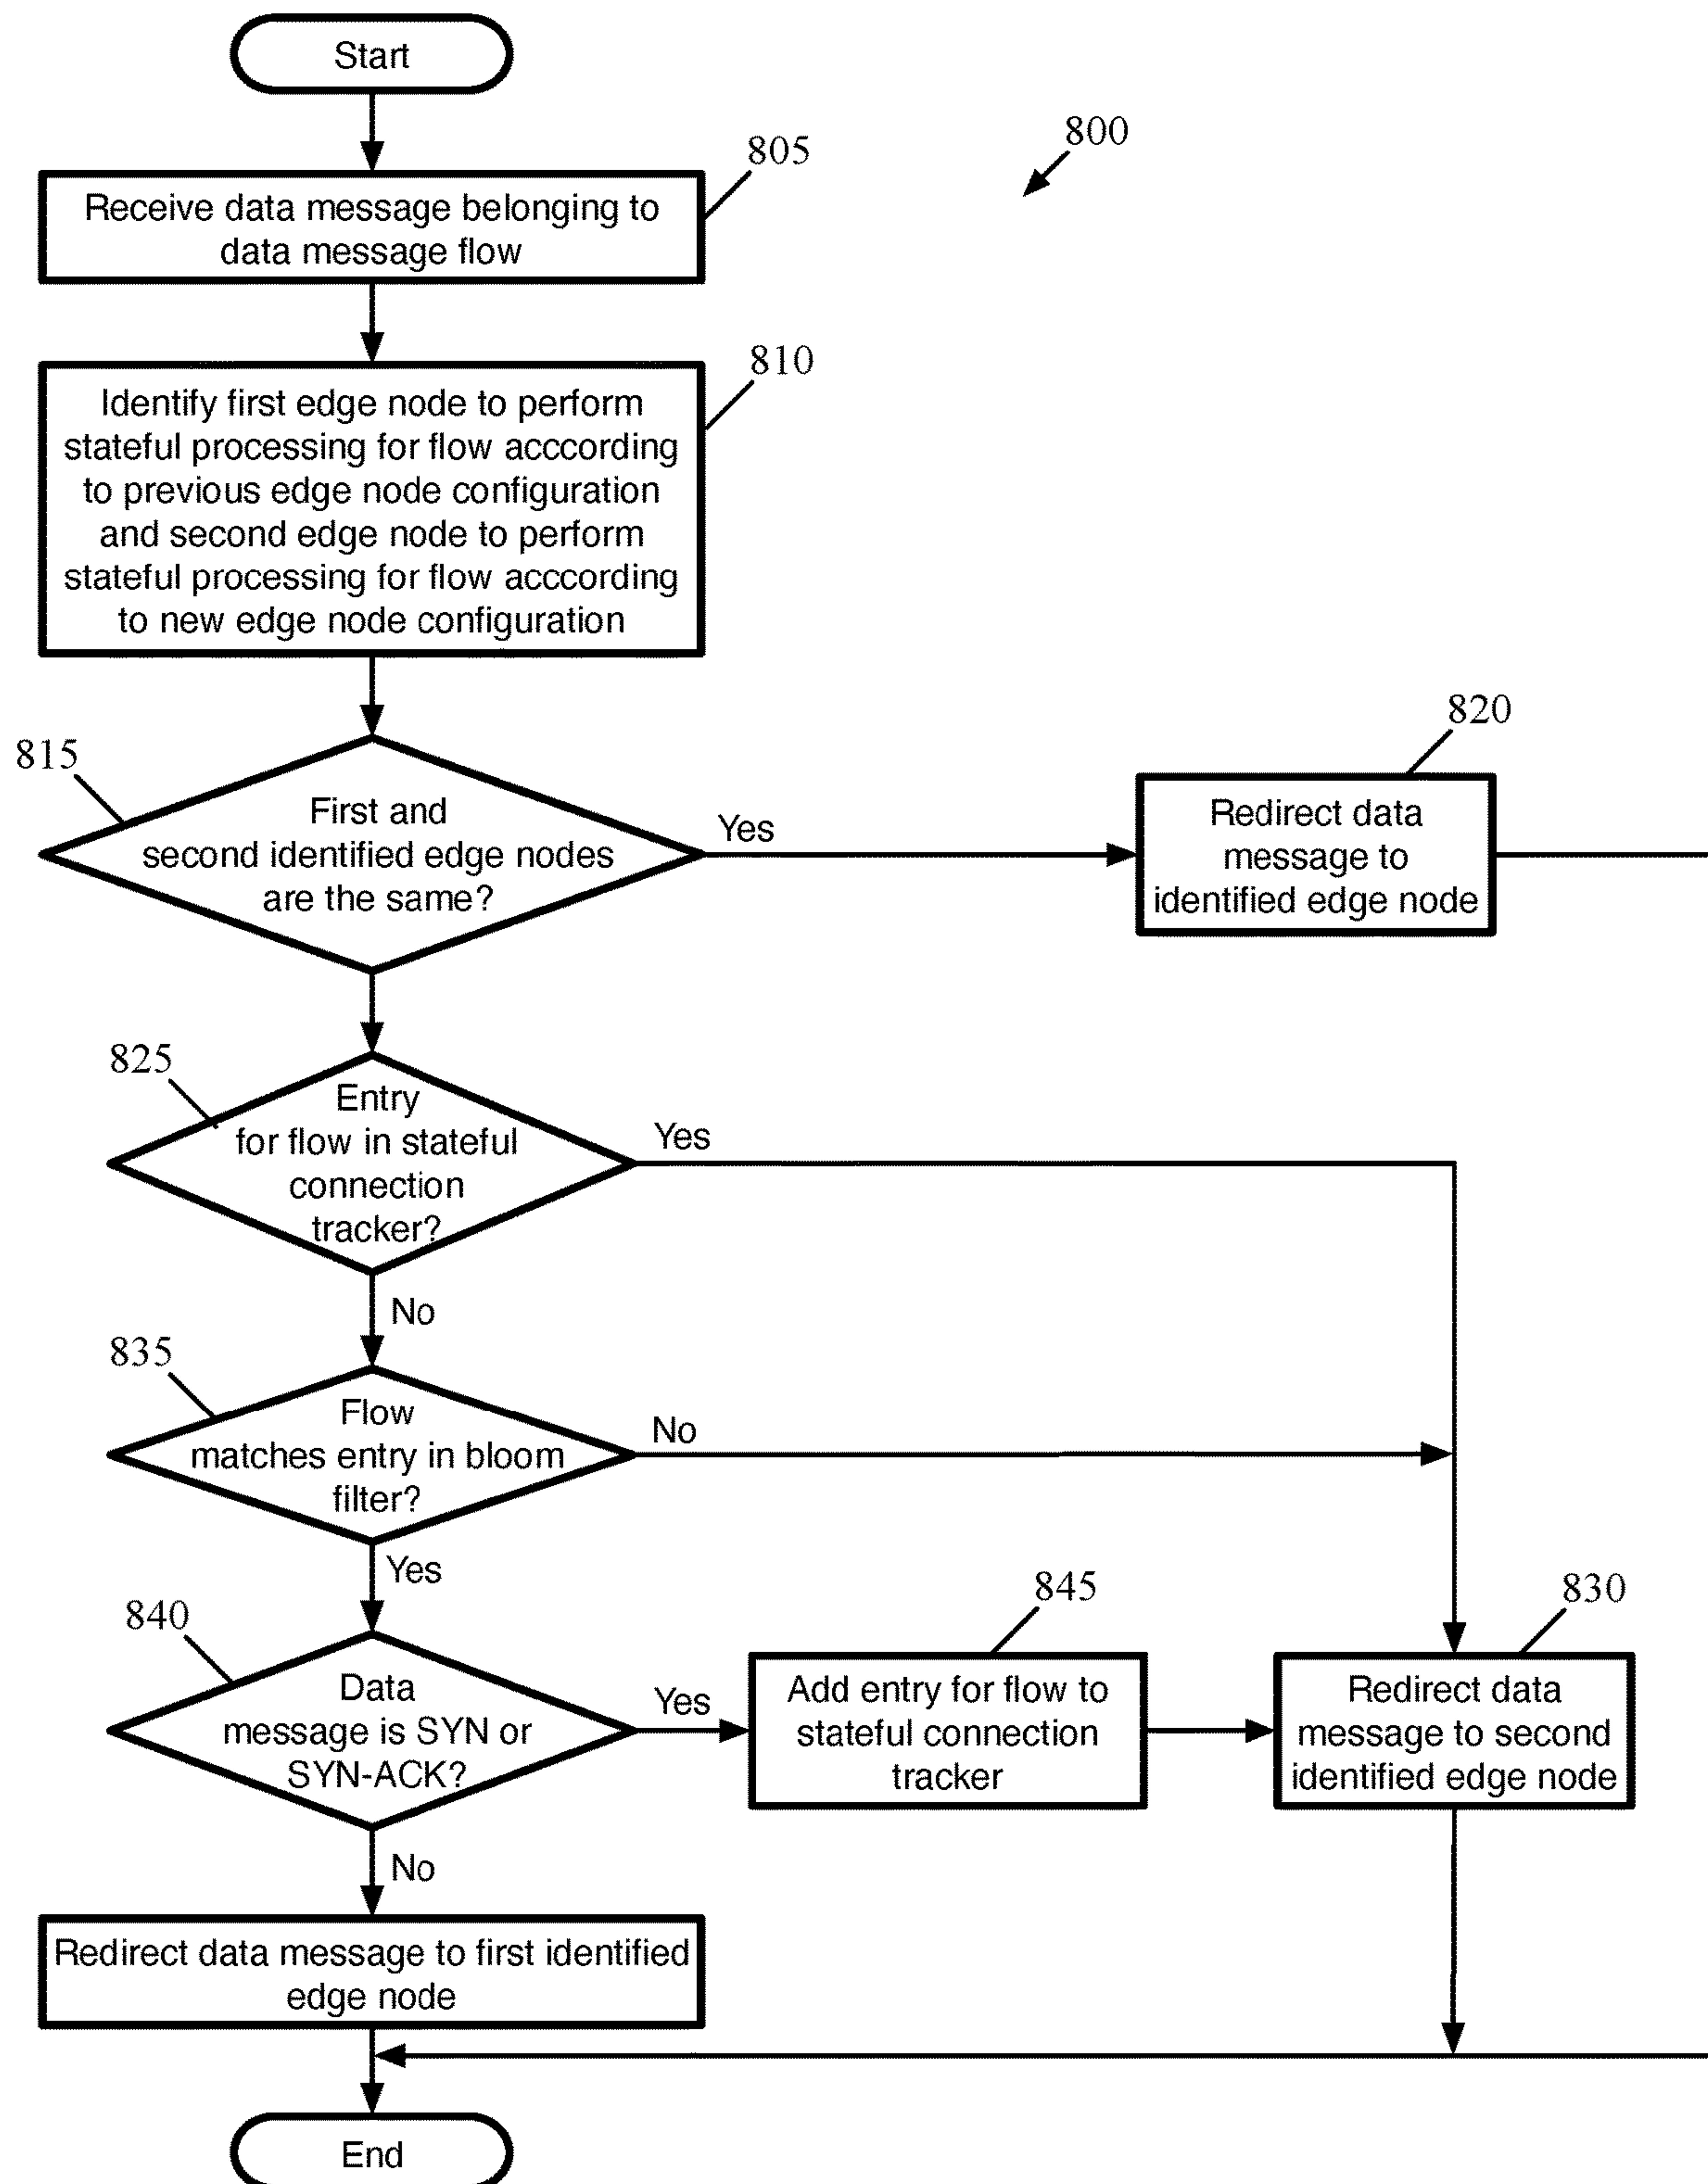 Start
800
805
Receive data message belonging to
data message flow
810
Identify first edge node to perform
stateful processing for flow acccording
to previous edge node configuration
and second edge node to perform
stateful processing for flow acccording
to new edge node configuration
815
First and
second identified edge nodes
are the same?
Yes
820
Redirect data
message to
identified edge node
825
Entry
for flow in stateful
connection
tracker?
Yes
No
835
Flow
matches entry in bloom
filter?
No
Yes
840
Data
message is SYN or
SYN-ACK?
Yes
845
Add entry for flow to
stateful connection
tracker
830
Redirect data
message to second
identified edge node
No
Redirect data message to first identified
edge node
End